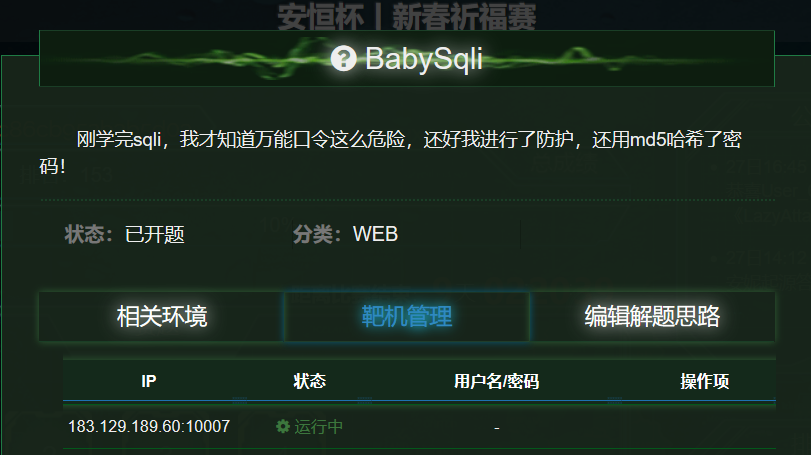 安恒杯 | 新春祈福赛
BabySqli
刚学完sqli，我才知道万能口令这么危险，还好我进行了防护，还用md5哈希了密
码！
状态：已开题 分类：WEB
相关环境 靶机管理 编辑解题思路
IP 状态 用户名/密码 操作项
183.129.189.60:10007 运行中 -